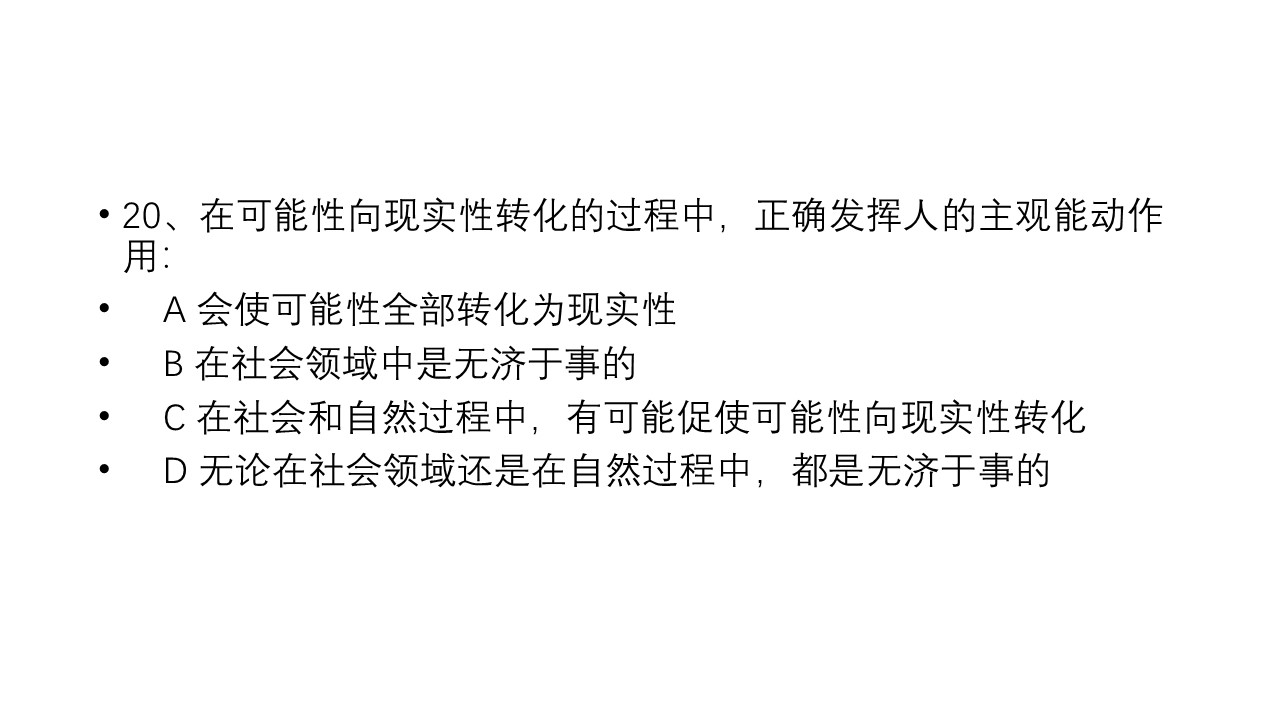 • 20、在可能性向现实性转化的过程中，正确发挥人的主观能动作
用：
• A 会使可能性全部转化为现实性
• B 在社会领域中是无济于事的
• C 在社会和自然过程中，有可能促使可能性向现实性转化
• D 无论在社会领域还是在自然过程中，都是无济于事的